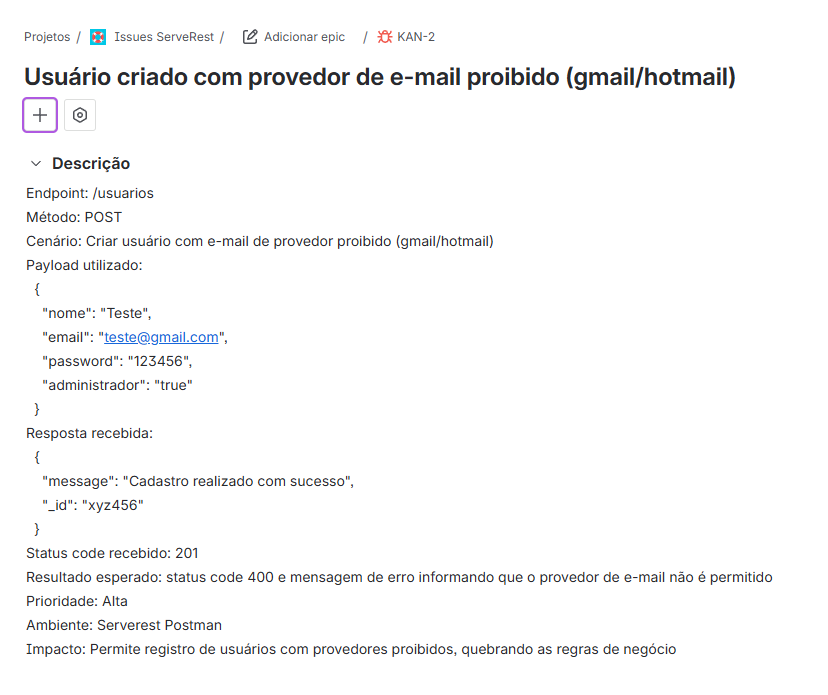 Projetos / Issues ServeRest / Adicionar epic / KAN-2
Usuário criado com provedor de e-mail proibido (gmail/hotmail)
Descrição
Endpoint: /usuarios
Método: POST
Cenário: Criar usuário com e-mail de provedor proibido (gmail/hotmail)
Payload utilizado:
{
"nome": "Teste",
"email": "teste@gmail.com",
"password": "123456",
"administrador": "true"
}
Resposta recebida:
{
"message": "Cadastro realizado com sucesso",
"_id": "xyz456"
}
Status code recebido: 201
Resultado esperado: status code 400 e mensagem de erro informando que o provedor de e-mail não é permitido
Prioridade: Alta
Ambiente: Serverest Postman
Impacto: Permite registro de usuários com provedores proibidos, quebrando as regras de negócio